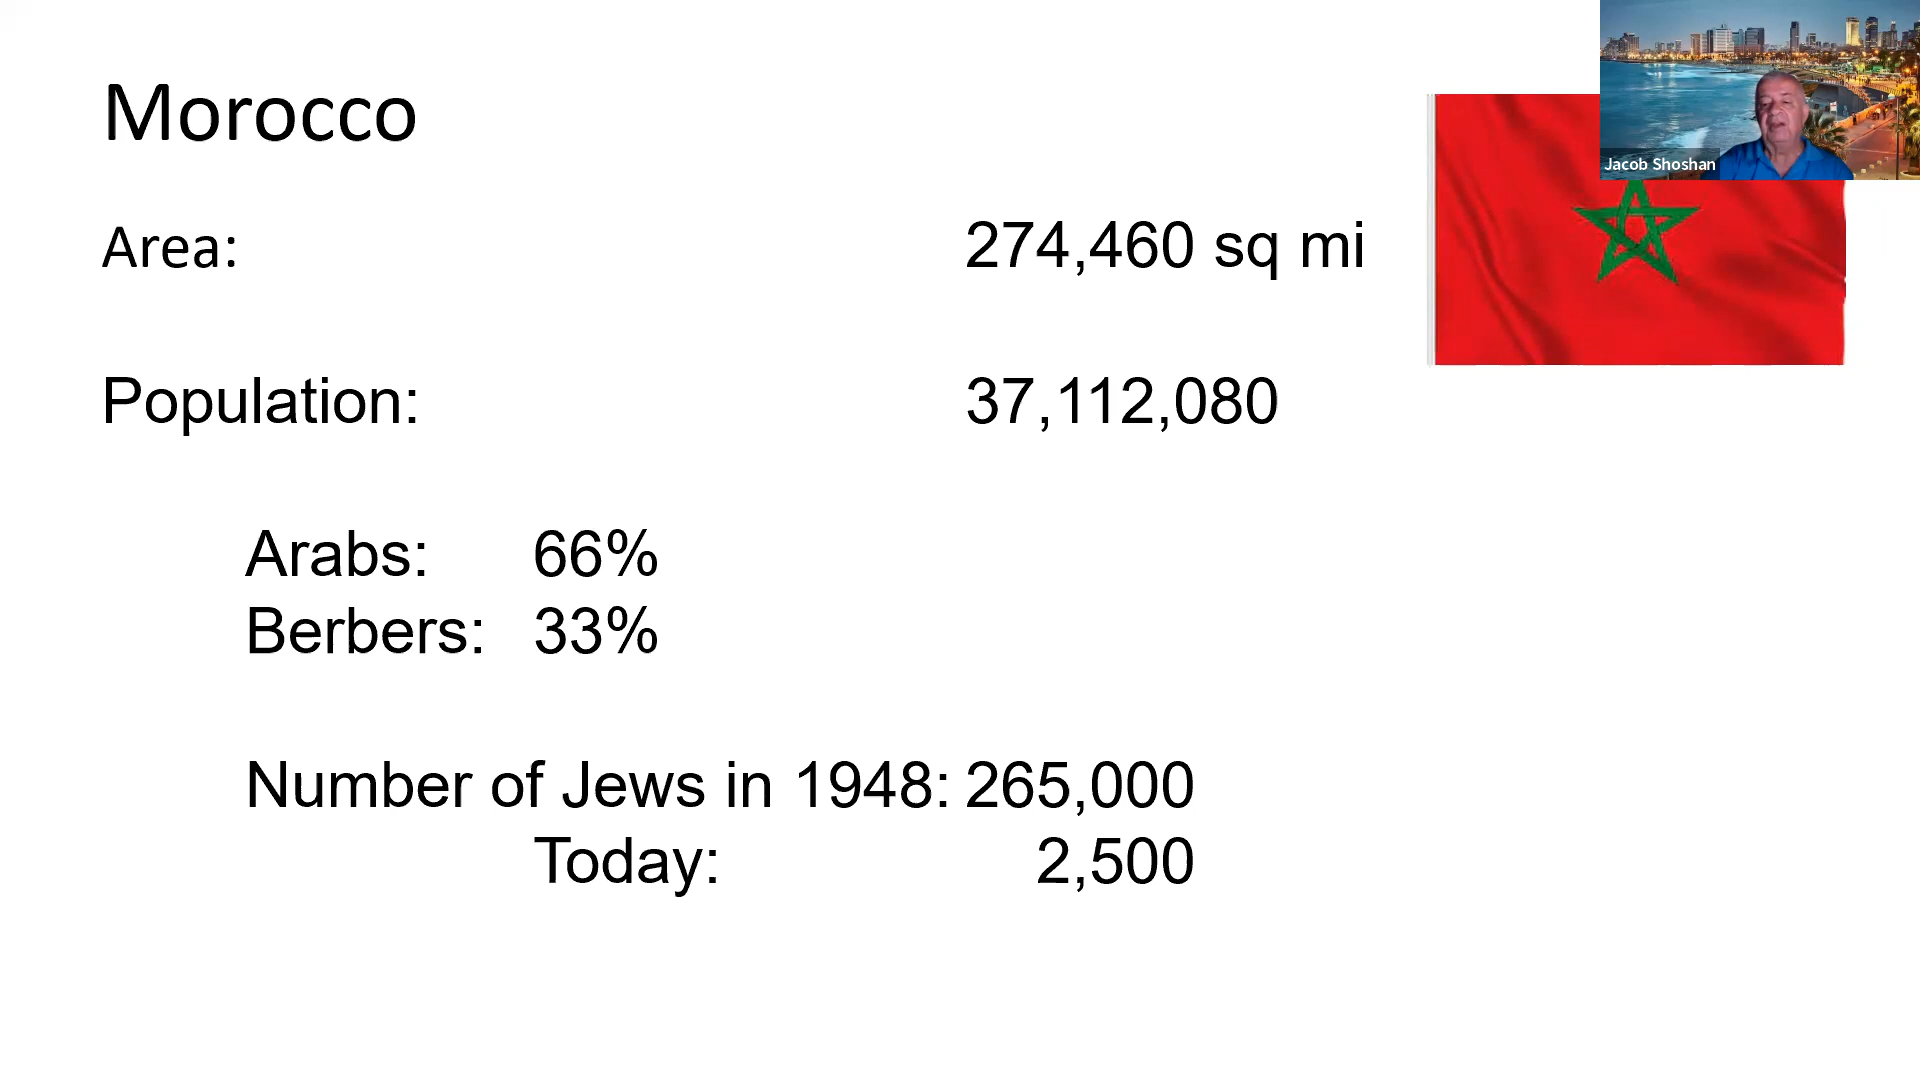 Morocco
Jacob Shoshan
Area: 274,460 sq mi
Population: 37,112,080
Arabs: 66%
Berbers: 33%
Number of Jews in 1948: 265,000
Today: 2,500